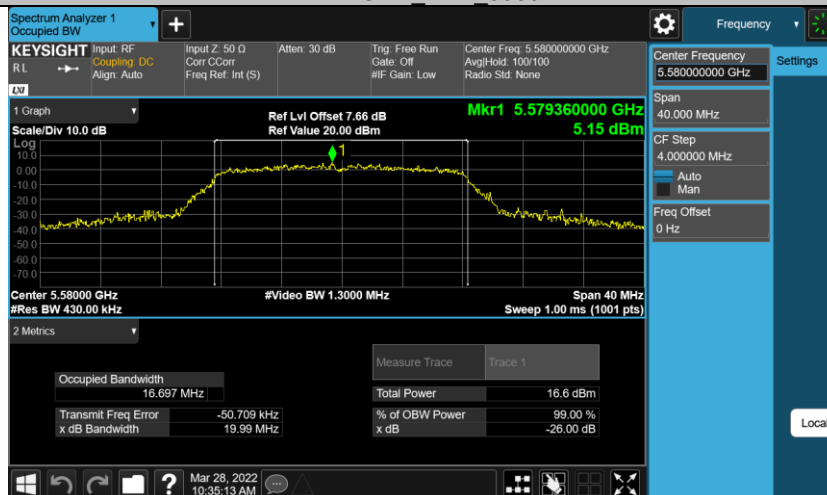 Spectrum Analyzer 1
Occupied BW
Frequency
KEYSIGHT
RL
LXI
Input: RF
Coupling: DC
Align: Auto
Input Z: 50 Ω
Corr CCorr
Freq Ref: Int (S)
Atten: 30 dB
Trig: Free Run
Gate: Off
#IF Gain: Low
Center Freq: 5.580000000 GHz
Avg|Hold: 100/100
Radio Std: None
Center Frequency
5.580000000 GHz
Settings
Span
40.000 MHz
CF Step
4.000000 MHz
Auto
Man
Freq Offset
0 Hz
1 Graph
Scale/Div 10.0 dB
Ref Lvl Offset 7.66 dB
Ref Value 20.00 dBm
Mkr1 5.579360000 GHz
5.15 dBm
Log
10.0
0.00
-10.0
-20.0
-30.0
-40.0
-50.0
-60.0
-70.0
1
Center 5.58000 GHz
#Res BW 430.00 kHz
#Video BW 1.3000 MHz
Span 40 MHz
Sweep 1.00 ms (1001 pts)
2 Metrics
Measure Trace Trace 1
Occupied Bandwidth
16.697 MHz
Total Power 16.6 dBm
Transmit Freq Error -50.709 kHz
% of OBW Power 99.00 %
x dB Bandwidth 19.99 MHz
x dB -26.00 dB
Local
?
Mar 28, 2022
10:35:13 AM